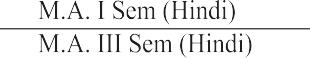 M.A. I Sem (Hindi)
M.A. III Sem (Hindi)